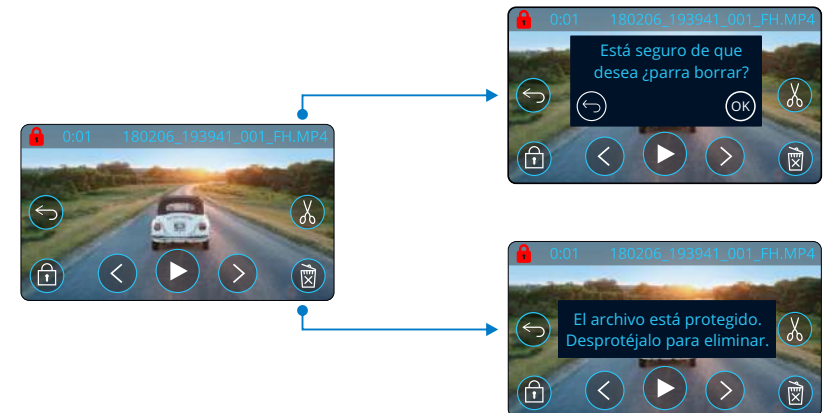 0:01 180206_193941_001_FH.MP4
Está seguro de que
desea ¿parra borrar?
OK
0:01 180206_193941_001_FH.MP4
0:01 180206_193941_001_FH.MP4
El archivo está protegido.
Desprotéjalo para eliminar.